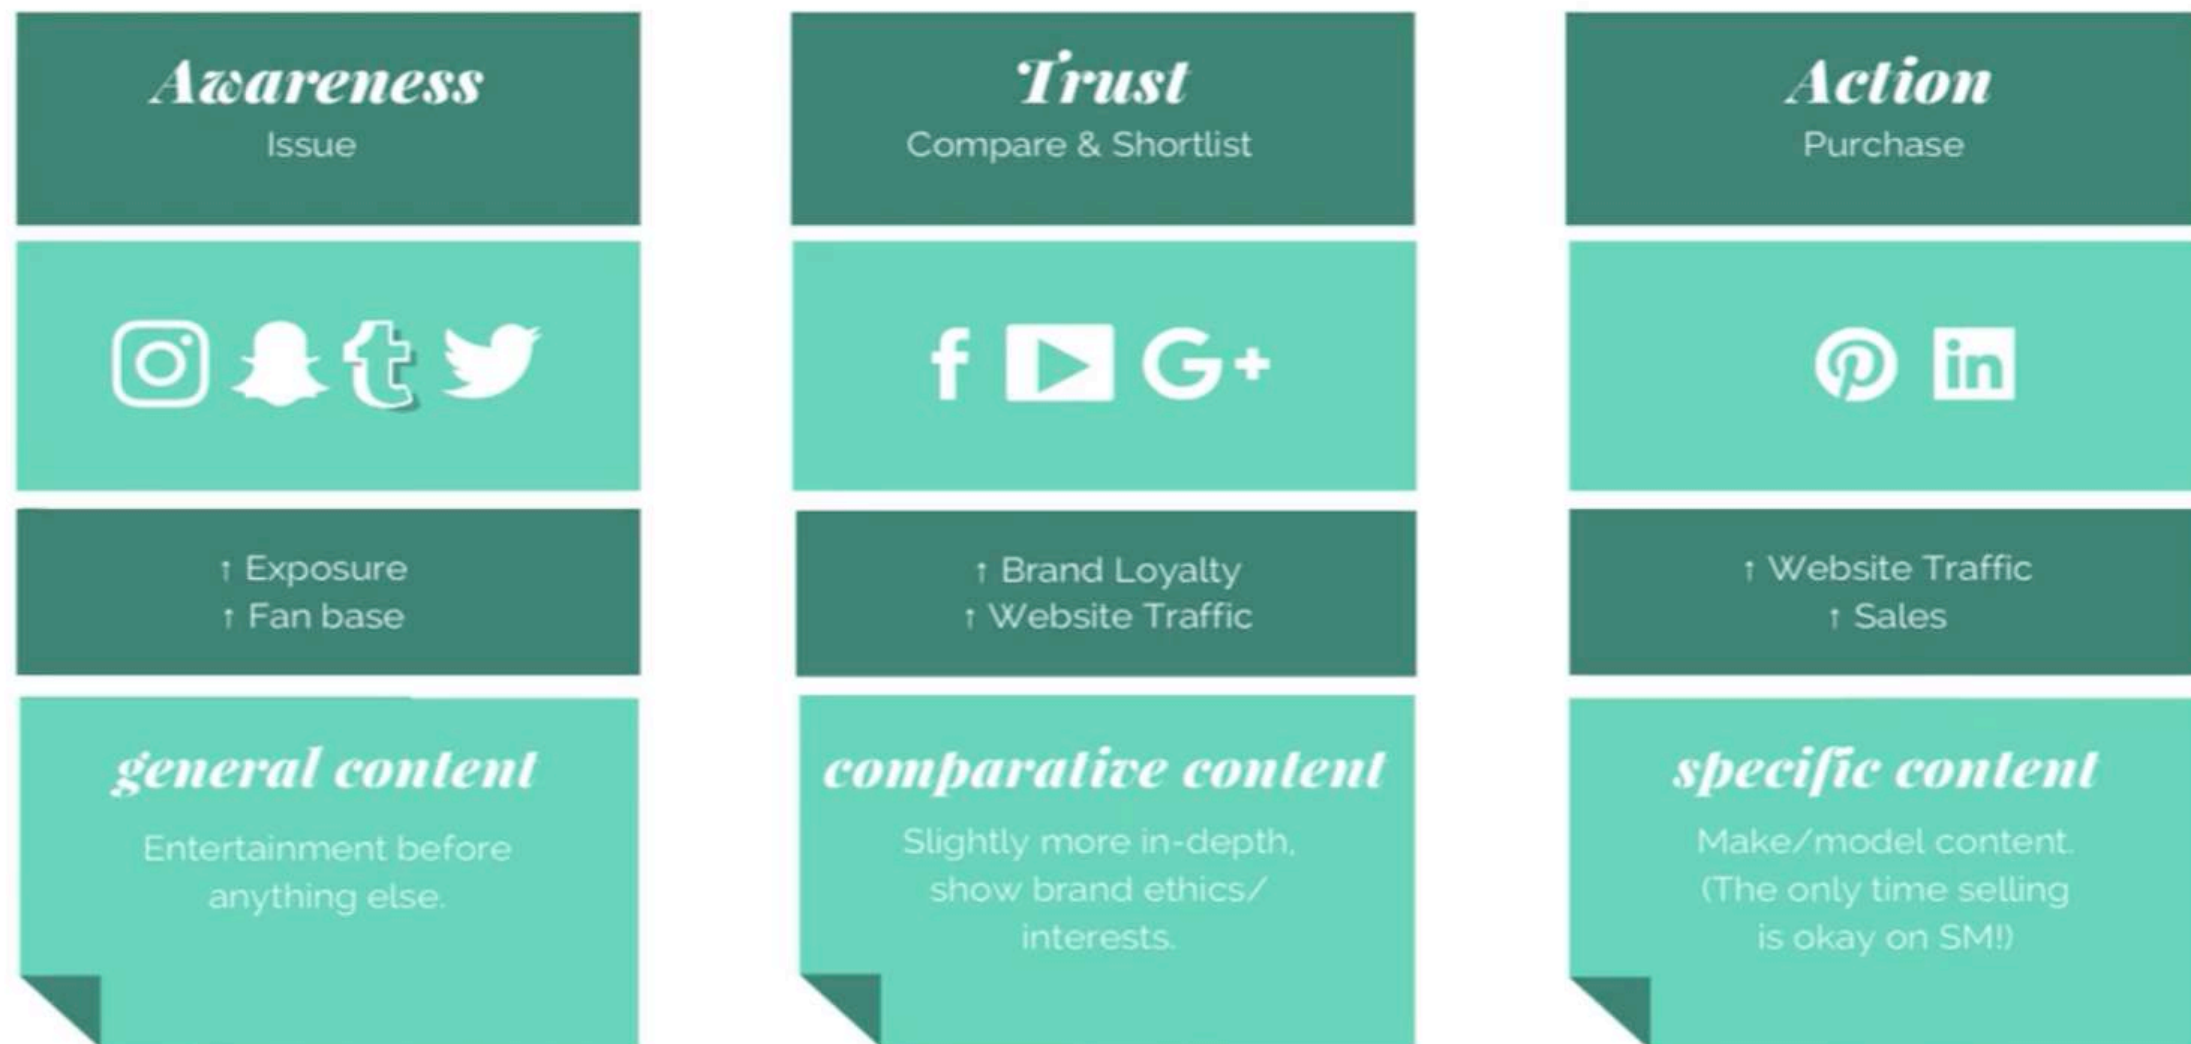 Awareness
Issue
Trust
Compare & Shortlist
Action
Purchase
↑ Exposure
↑ Fan base
↑ Brand Loyalty
↑ Website Traffic
↑ Website Traffic
↑ Sales
general content
Entertainment before
anything else.
comparative content
Slightly more in-depth,
show brand ethics/
interests.
specific content
Make/model content.
(The only time selling
is okay on SM!)